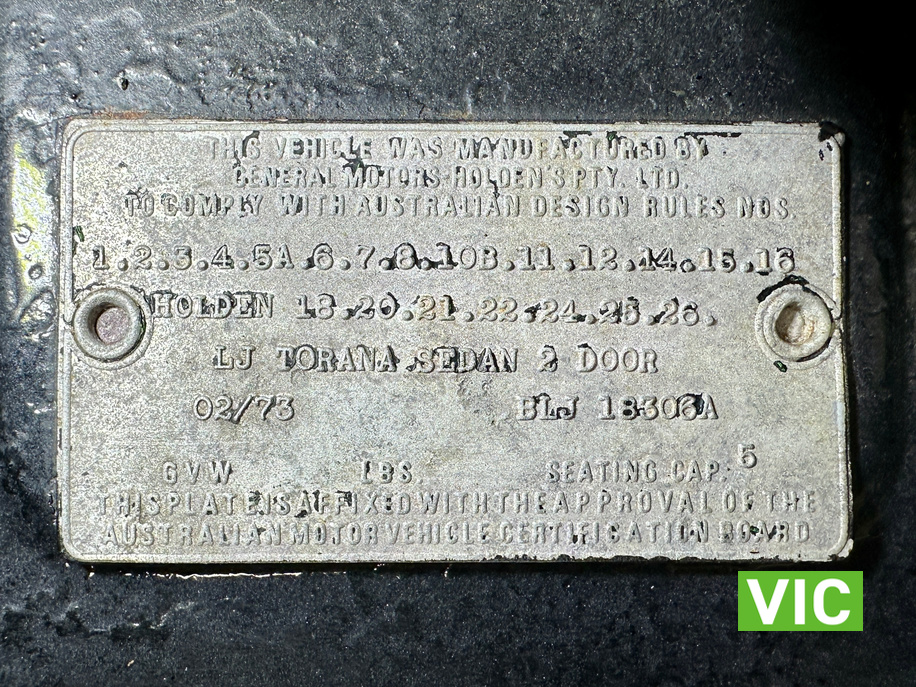 THIS VEHICLE WAS MANUFACTURED BY
GENERAL MOTORS-HOLDEN'S PTY. LTD.
TO COMPLY WITH AUSTRALIAN DESIGN RULES NOS.
1.2.3.4.5A.6.7.8.10B.11.12.14.15.16
HOLDEN 18.20.21.22.24.25.26.
LJ TORANA SEDAN 2 DOOR
02/73 BLJ 18306A
GVW LBS. SEATING CAP. 5
THIS PLATE IS AFFIXED WITH THE APPROVAL OF THE
AUSTRALIAN MOTOR VEHICLE CERTIFICATION BOARD
VIC